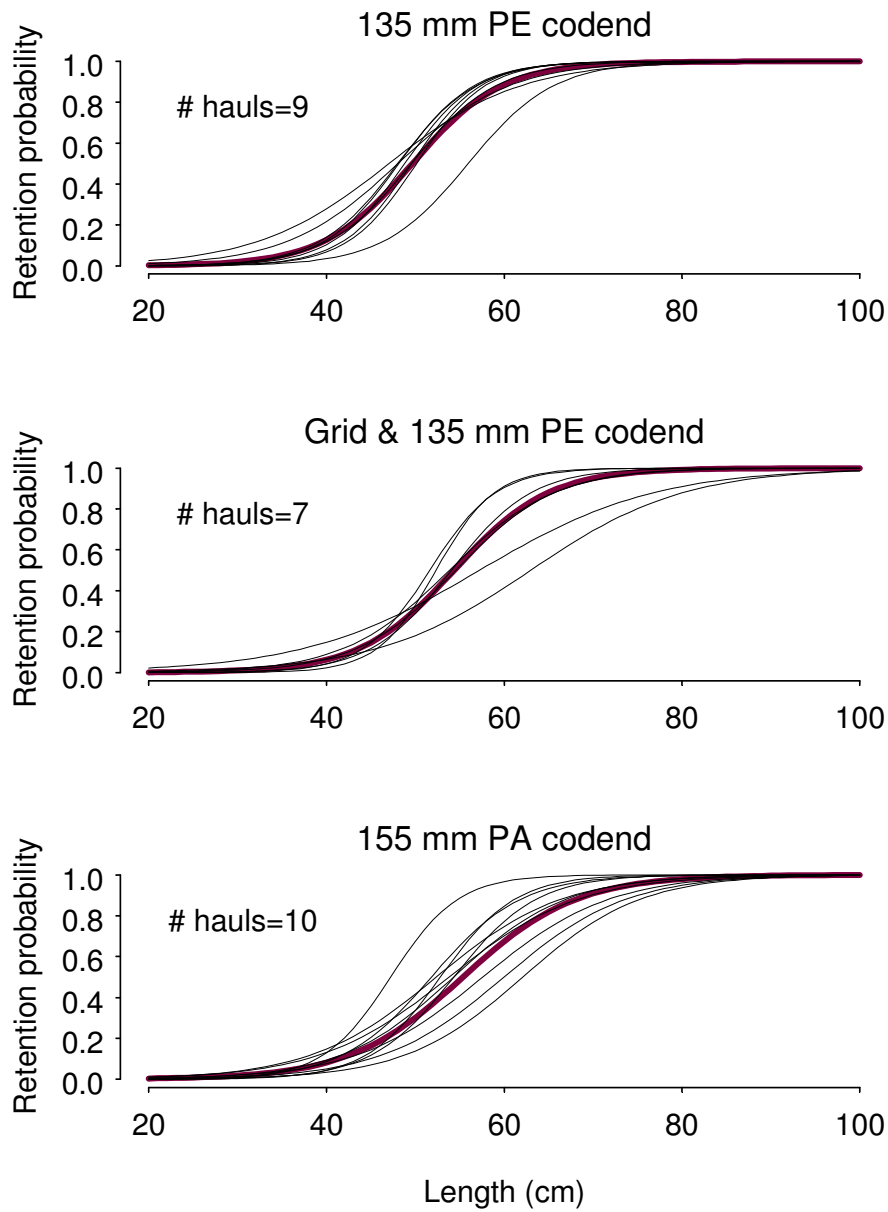 135 mm PE codend
Retention probability
1.0
0.8
0.6
0.4
0.2
0.0
# hauls=9
20 40 60 80 100
Grid & 135 mm PE codend
Retention probability
1.0
0.8
0.6
0.4
0.2
0.0
# hauls=7
20 40 60 80 100
155 mm PA codend
Retention probability
1.0
0.8
0.6
0.4
0.2
0.0
# hauls=10
20 40 60 80 100
Length (cm)